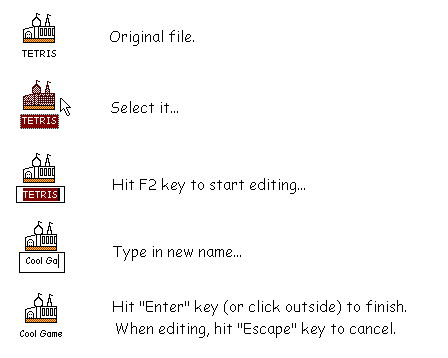 Original file.
TETRIS
Select it...
TETRIS
Hit F2 key to start editing...
TETRIS
Type in new name...
Cool Ga
Hit "Enter" key (or click outside) to finish.
When editing, hit "Escape" key to cancel.
Cool Game